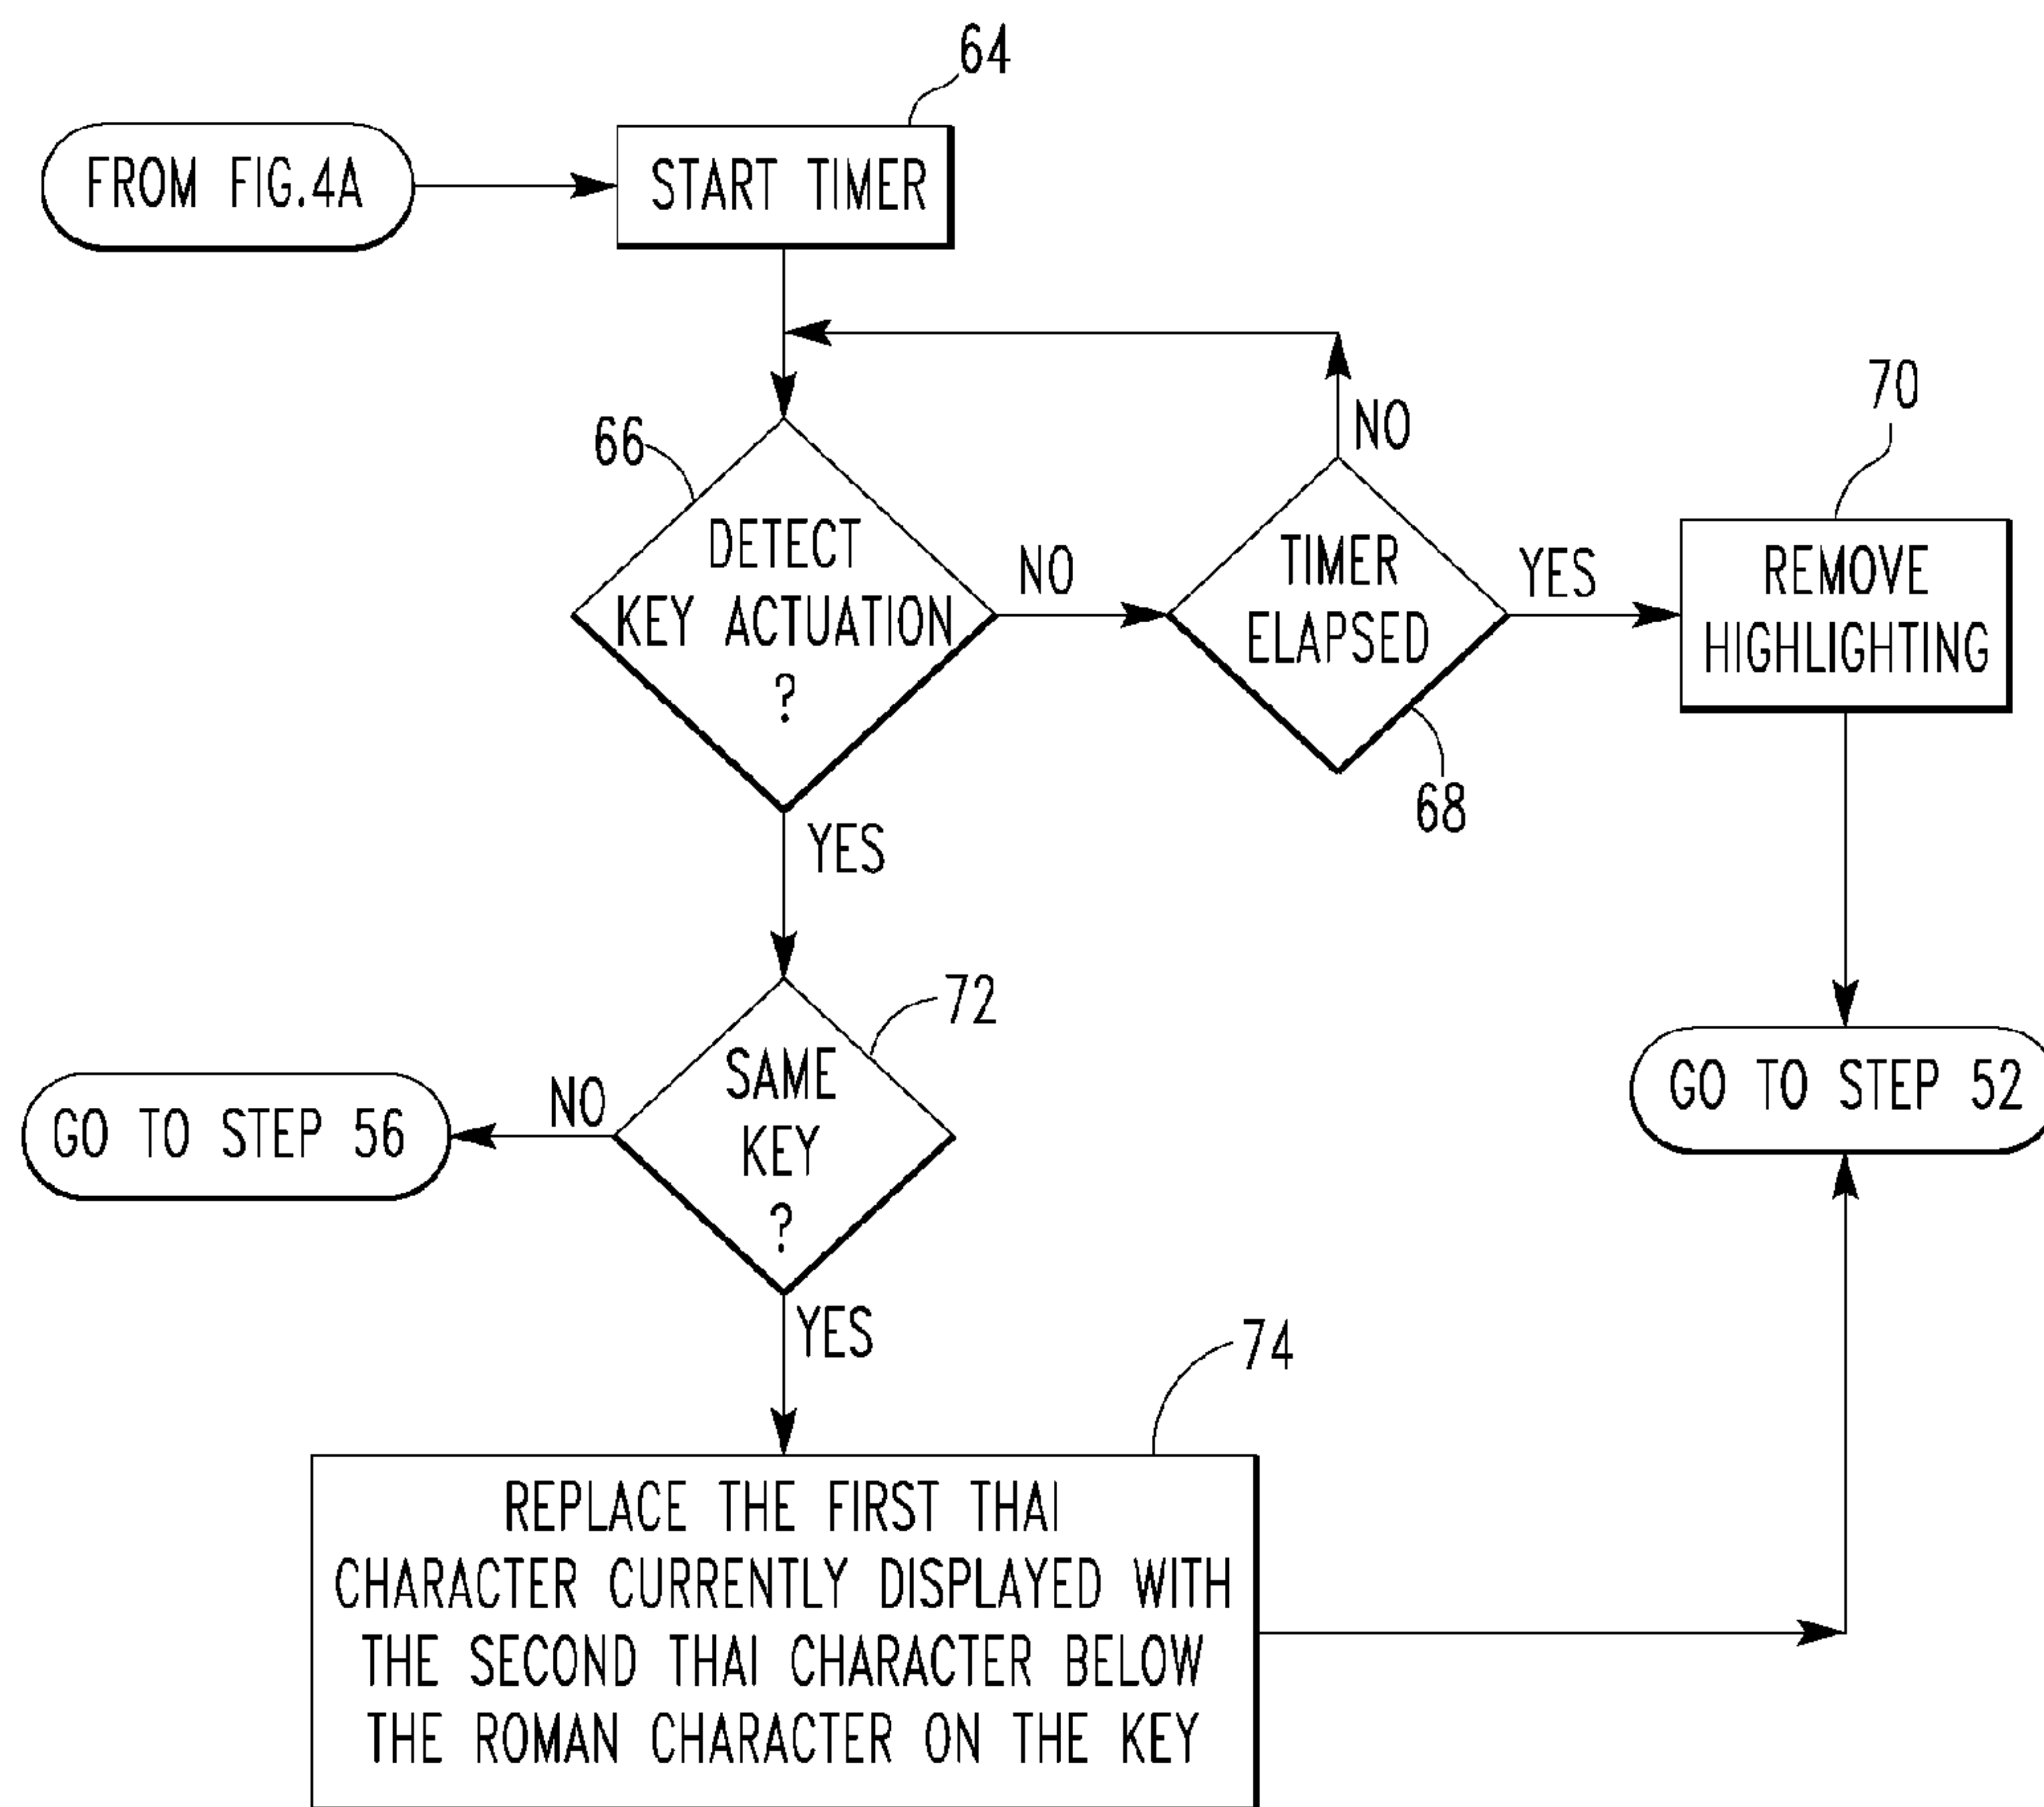 64
FROM FIG.4A
START TIMER
70
66
NO
DETECT
KEY ACTUATION
?
NO
TIMER
ELAPSED
YES
REMOVE
HIGHLIGHTING
68
YES
72
SAME
KEY
?
NO
GO TO STEP 56
GO TO STEP 52
YES
74
REPLACE THE FIRST THAI
CHARACTER CURRENTLY DISPLAYED WITH
THE SECOND THAI CHARACTER BELOW
THE ROMAN CHARACTER ON THE KEY